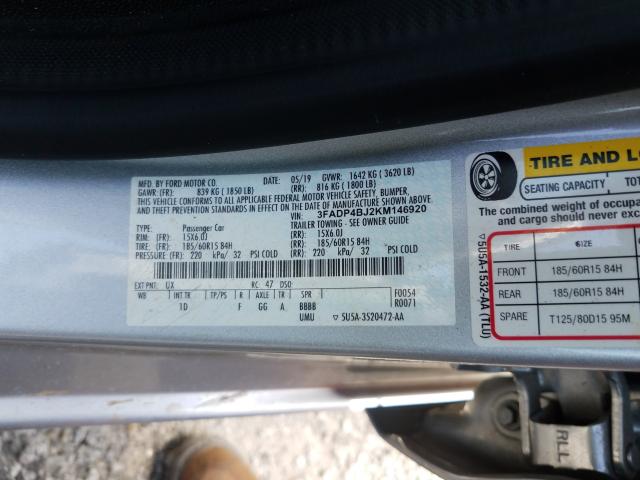 MFD. BY FORD MOTOR CO.
DATE: 05/19 GVWR: 1642 KG ( 3620 LB)
GAWR: (FR): 839 KG ( 1850 LB) (RR): 816 KG ( 1800 LB)
THIS VEHICLE CONFORMS TO ALL APPLICABLE FEDERAL MOTOR VEHICLE SAFETY, BUMPER,
AND THEFT PREVENTION STANDARDS IN EFFECT ON THE DATE OF MANUFACTURE SHOWN ABOVE.
VIN: 3FADP4BJ2KM146920
TYPE: Passenger Car TRAILER TOWING - SEE OWNER GUIDE
RIM: (FR): 15X6.0J (RR): 15X6.0J
TIRE: (FR): 185/60R15 84H (RR): 185/60R15 84H
PRESSURE: (FR): 220 kPa/ 32 PSI COLD (RR): 220 kPa/ 32 PSI COLD
EXT PNT: UX RC: 47 DSO:
WB INT TR TP/PS R AXLE TR SPR F0054
1D F GG A BBBB R0071
UMU ▽ 5U5A-3520472-AA
TIRE AND LO
SEATING CAPACITY TOT
The combined weight of occupan
and cargo should never excee
TIRE SIZE
FRONT 185/60R15 84H
REAR 185/60R15 84H
SPARE T125/80D15 95M
▽ 5U5A-1532-AA (TLU)
RLL